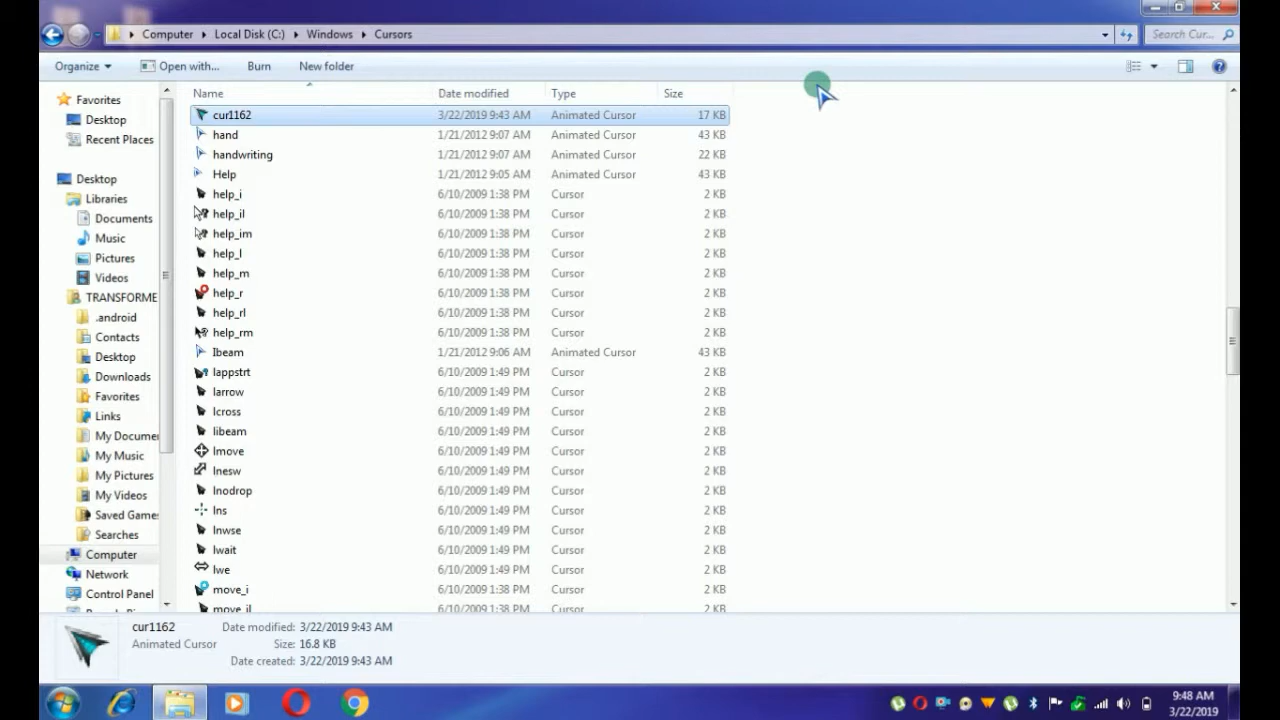 Computer Local Disk (C:) Windows Cursors Search Cur...
Organize Open with... Burn New folder
Name Date modified Type Size
Favorites
Desktop
Recent Places
Desktop
Libraries
Documents
Music
Pictures
Videos
TRANSFORME
.android
Contacts
Desktop
Downloads
Favorites
Links
My Documer
My Music
My Pictures
My Videos
Saved Game
Searches
Computer
Network
Control Panel
cur1162 3/22/2019 9:43 AM Animated Cursor 17 KB
hand 1/21/2012 9:07 AM Animated Cursor 43 KB
handwriting 1/21/2012 9:07 AM Animated Cursor 22 KB
Help 1/21/2012 9:05 AM Animated Cursor 43 KB
help_i 6/10/2009 1:38 PM Cursor 2 KB
help_il 6/10/2009 1:38 PM Cursor 2 KB
help_im 6/10/2009 1:38 PM Cursor 2 KB
help_l 6/10/2009 1:38 PM Cursor 2 KB
help_m 6/10/2009 1:38 PM Cursor 2 KB
help_r 6/10/2009 1:38 PM Cursor 2 KB
help_rl 6/10/2009 1:38 PM Cursor 2 KB
help_rm 6/10/2009 1:38 PM Cursor 2 KB
Ibeam 1/21/2012 9:06 AM Animated Cursor 43 KB
lappstrt 6/10/2009 1:49 PM Cursor 2 KB
larrow 6/10/2009 1:49 PM Cursor 2 KB
lcross 6/10/2009 1:49 PM Cursor 2 KB
libeam 6/10/2009 1:49 PM Cursor 2 KB
lmove 6/10/2009 1:49 PM Cursor 2 KB
lnesw 6/10/2009 1:49 PM Cursor 2 KB
lnodrop 6/10/2009 1:49 PM Cursor 2 KB
lns 6/10/2009 1:49 PM Cursor 2 KB
lnwse 6/10/2009 1:49 PM Cursor 2 KB
lwait 6/10/2009 1:49 PM Cursor 2 KB
lwe 6/10/2009 1:49 PM Cursor 2 KB
move_i 6/10/2009 1:38 PM Cursor 2 KB
move_il 6/10/2009 1:38 PM Cursor 2 KB
cur1162 Date modified: 3/22/2019 9:43 AM
Animated Cursor Size: 16.8 KB
Date created: 3/22/2019 9:43 AM
9:48 AM
3/22/2019